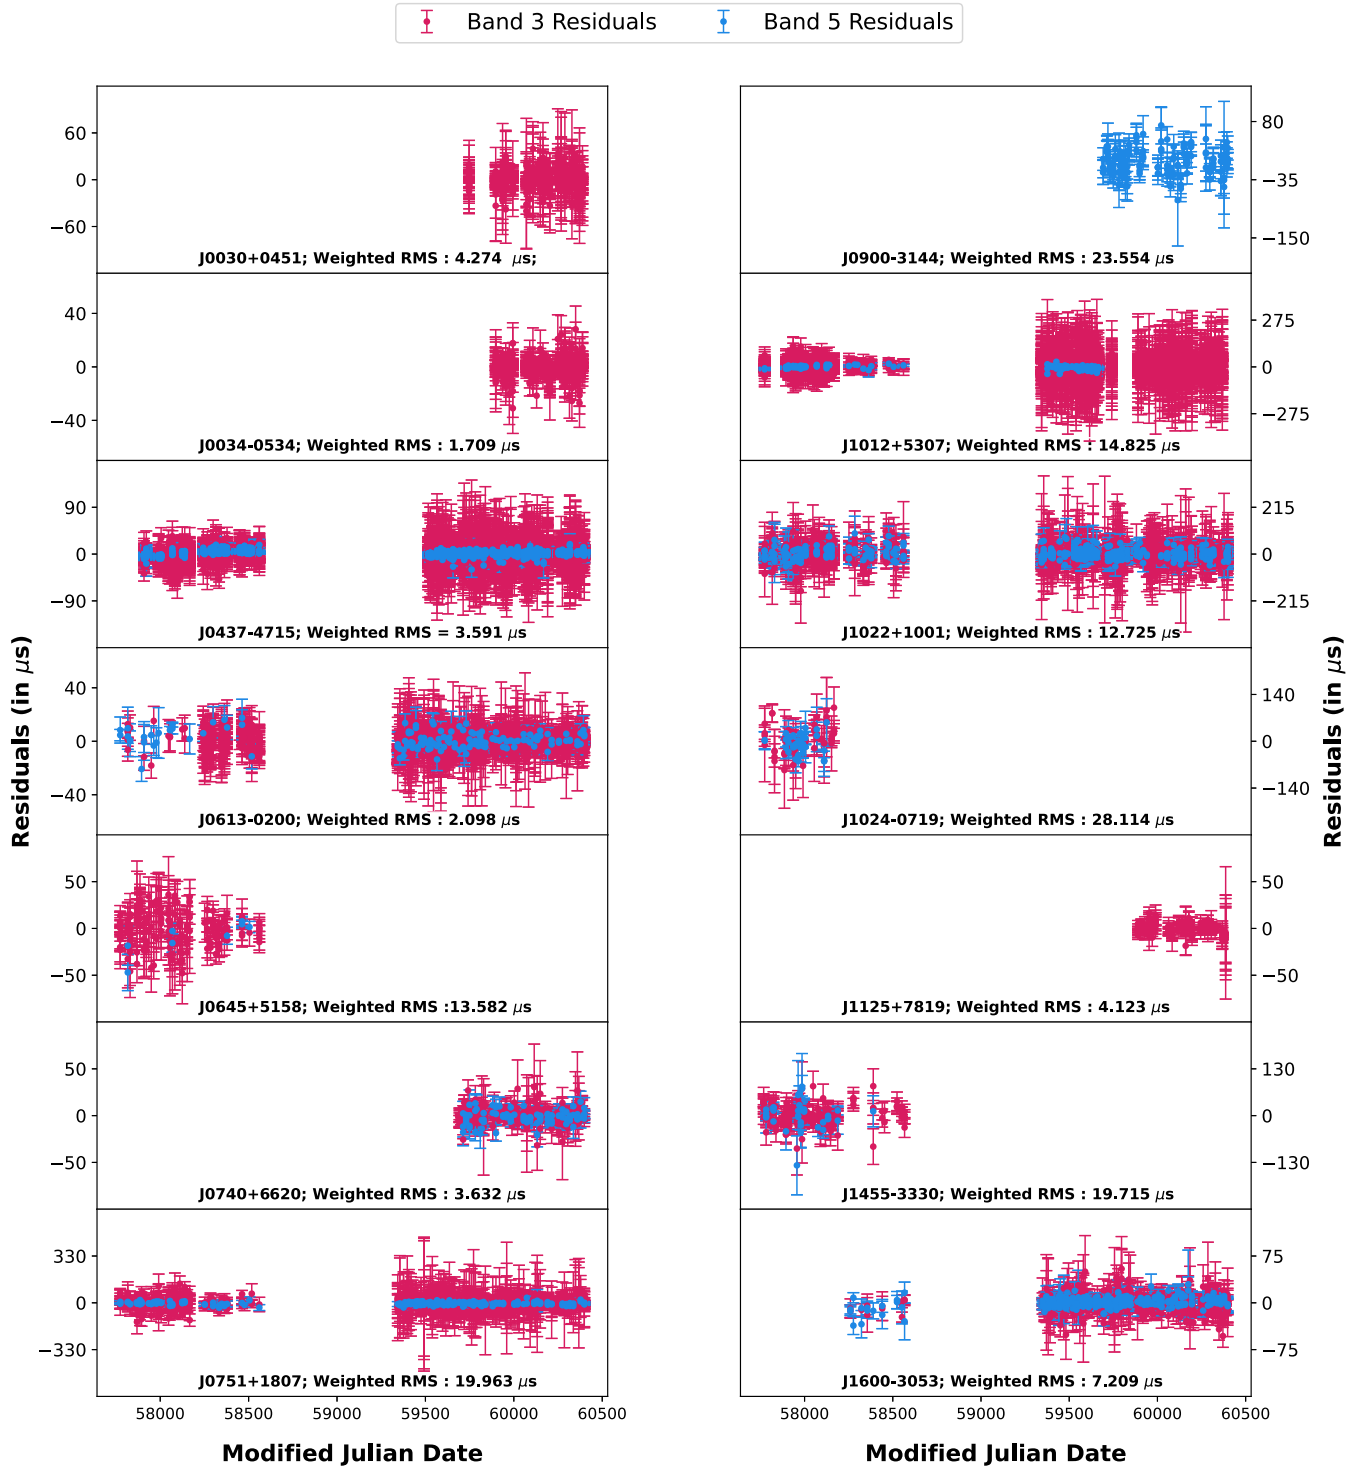 Band 3 Residuals Band 5 Residuals
60
0
−60
J0030+0451; Weighted RMS : 4.274 μs;
80
−35
−150
J0900-3144; Weighted RMS : 23.554 μs
40
0
−40
J0034-0534; Weighted RMS : 1.709 μs
275
0
−275
J1012+5307; Weighted RMS : 14.825 μs
90
0
−90
J0437-4715; Weighted RMS = 3.591 μs
215
0
−215
J1022+1001; Weighted RMS : 12.725 μs
40
0
−40
J0613-0200; Weighted RMS : 2.098 μs
140
0
−140
J1024-0719; Weighted RMS : 28.114 μs
50
0
−50
J0645+5158; Weighted RMS :13.582 μs
50
0
−50
J1125+7819; Weighted RMS : 4.123 μs
50
0
−50
J0740+6620; Weighted RMS : 3.632 μs
130
0
−130
J1455-3330; Weighted RMS : 19.715 μs
330
0
−330
J0751+1807; Weighted RMS : 19.963 μs
75
0
−75
J1600-3053; Weighted RMS : 7.209 μs
58000 58500 59000 59500 60000 60500
58000 58500 59000 59500 60000 60500
Modified Julian Date
Modified Julian Date
Residuals (in μs)
Residuals (in μs)